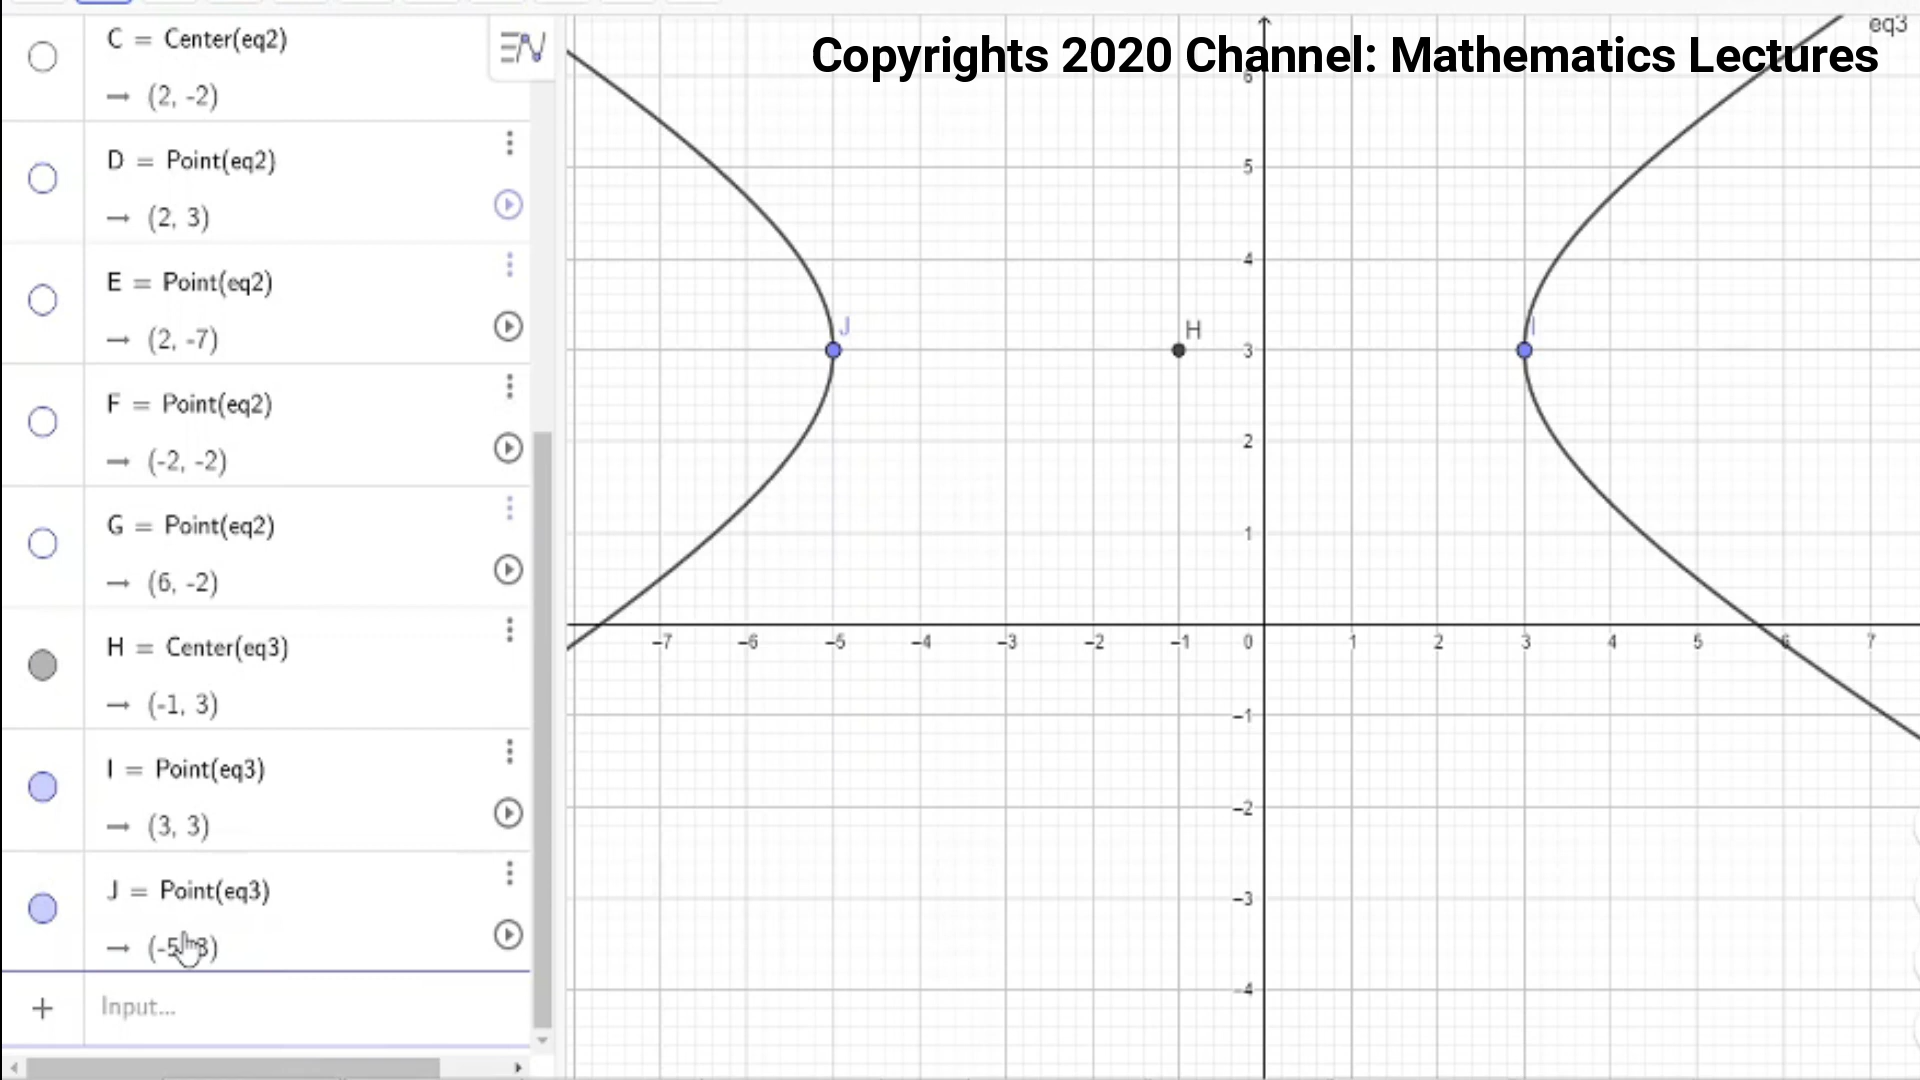 Copyrights 2020 Channel: Mathematics Lectures
C = Center(eq2)
→ (2, -2)
D = Point(eq2)
→ (2, 3)
E = Point(eq2)
→ (2, -7)
F = Point(eq2)
→ (-2, -2)
G = Point(eq2)
→ (6, -2)
H = Center(eq3)
→ (-1, 3)
I = Point(eq3)
→ (3, 3)
J = Point(eq3)
→ (-5 3)
+ Input...
eq3
6
5
4
J H 3 I
2
1
−7 −6 −5 −4 −3 −2 −1 0 1 2 3 4 5 6 7
−1
−2
−3
−4